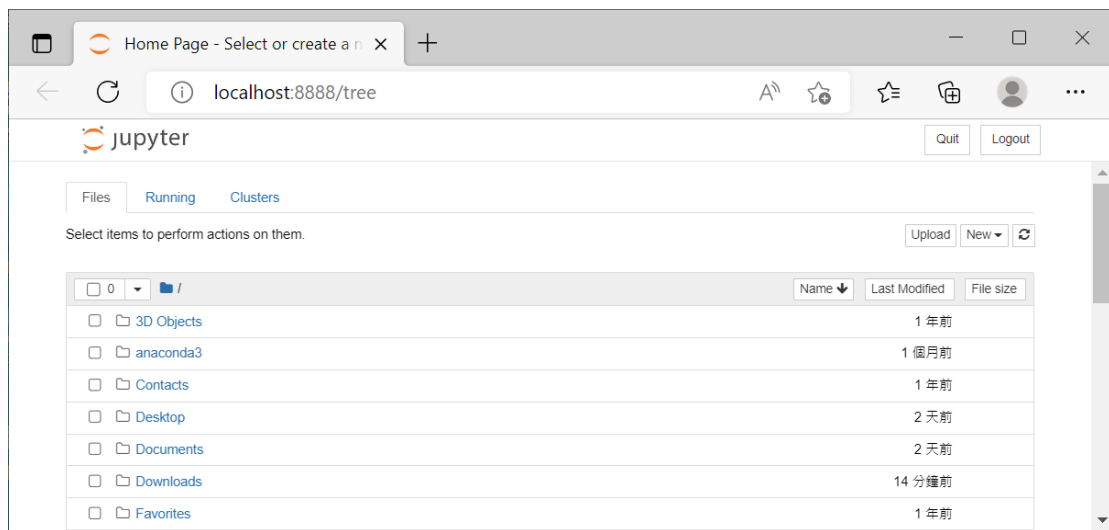 Home Page - Select or create a n
localhost:8888/tree
jupyter
Quit Logout
Files Running Clusters
Select items to perform actions on them.
Upload New
0 / Name Last Modified File size
3D Objects 1 年前
anaconda3 1 個月前
Contacts 1 年前
Desktop 2 天前
Documents 2 天前
Downloads 14 分鐘前
Favorites 1 年前